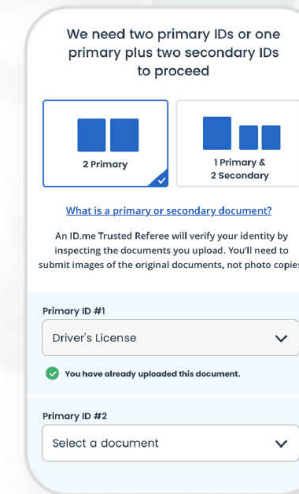 We need two primary IDs or one
primary plus two secondary IDs
to proceed
2 Primary
1 Primary &
2 Secondary
What is a primary or secondary document?
An ID.me Trusted Referee will verify your identity by
inspecting the documents you upload. You'll need to
submit images of the original documents, not photo copies
Primary ID #1
Driver's License
You have already uploaded this document.
Primary ID #2
Select a document